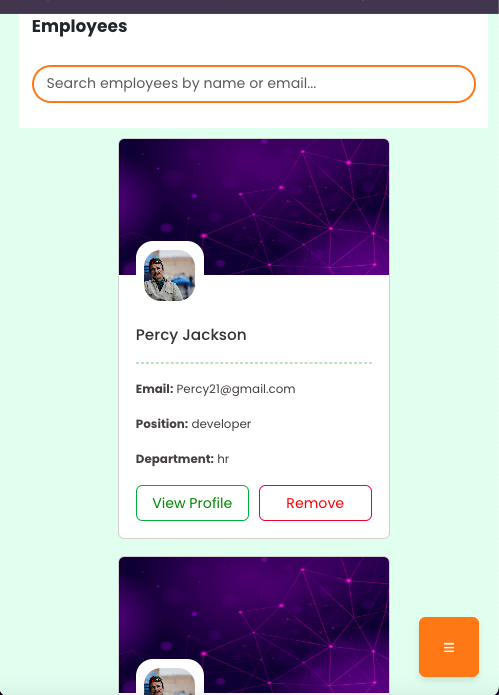 Employees
Search employees by name or email...
Percy Jackson
Email: Percy21@gmail.com
Position: developer
Department: hr
View Profile
Remove